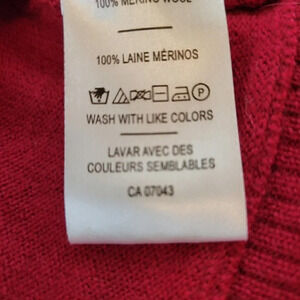 100% MERINO WOOL
100% LAINE MÉRINOS
P
WASH WITH LIKE COLORS
LAVAR AVEC DES
COULEURS SEMBLABLES
CA 07043